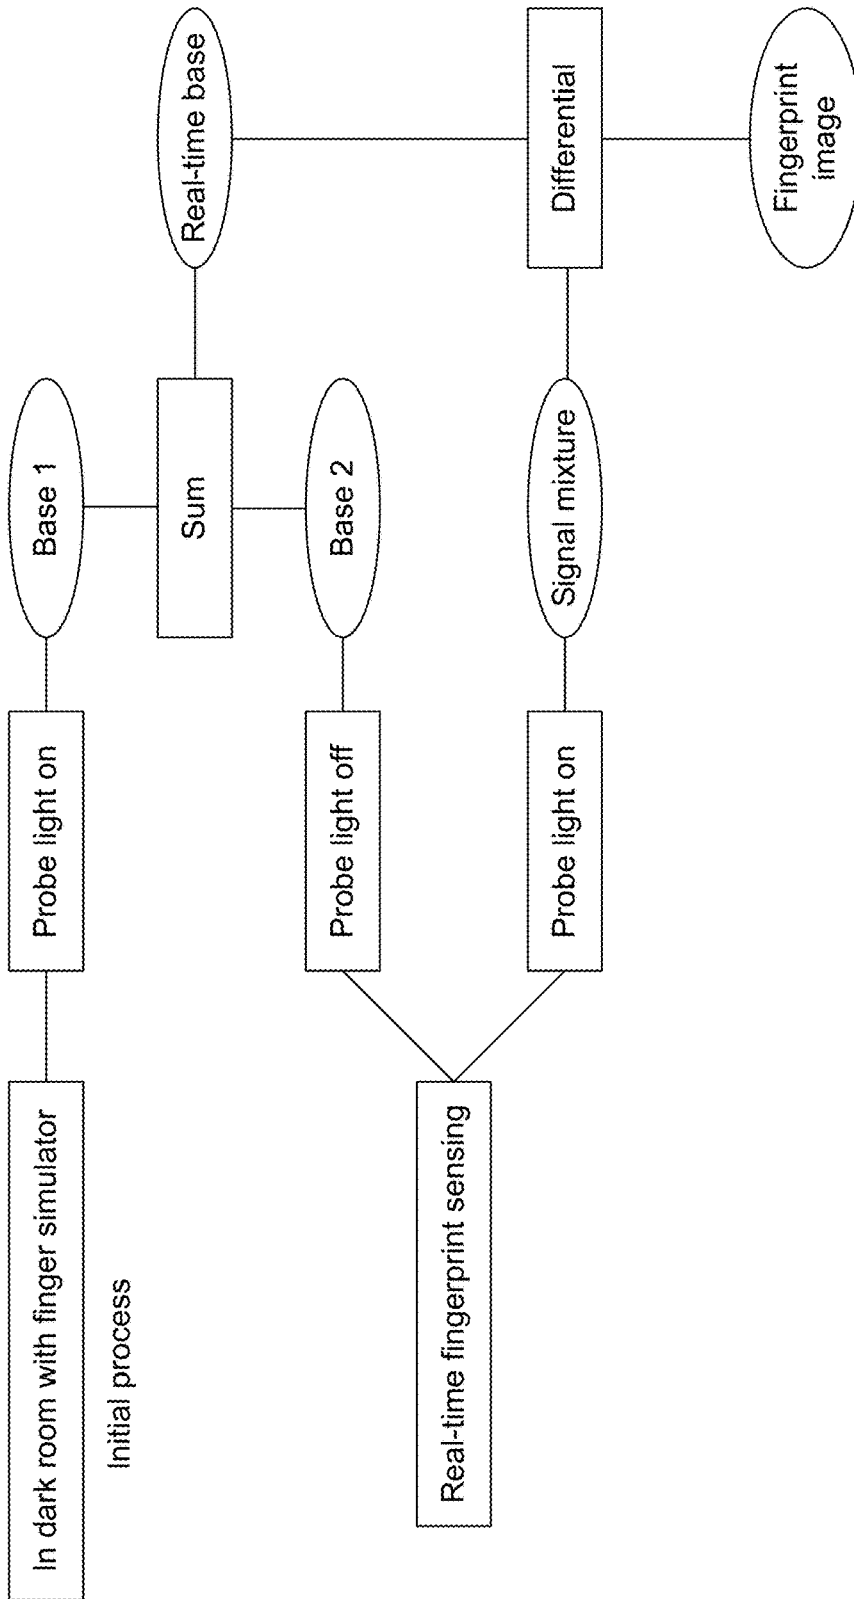 In dark room with finger simulator
Probe light on
Base 1
Initial process
Sum
Real-time base
Probe light off
Base 2
Real-time fingerprint sensing
Probe light on
Signal mixture
Differential
Fingerprint
image